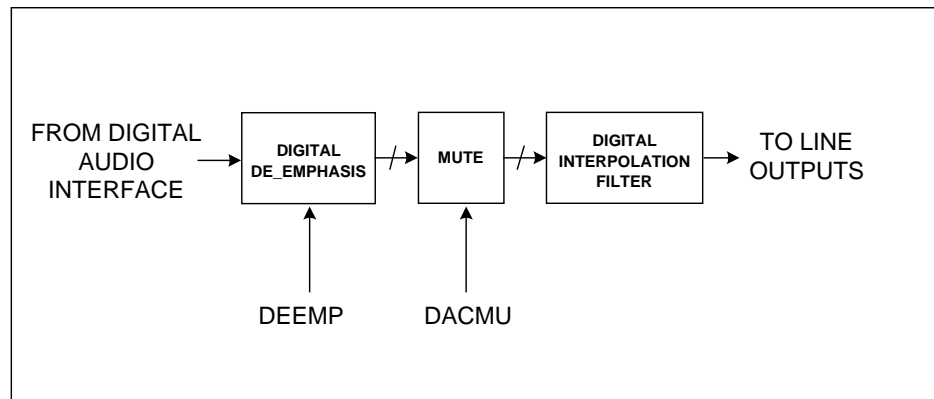 FROM DIGITAL
AUDIO
INTERFACE
DIGITAL
DE_EMPHASIS
MUTE
DIGITAL
INTERPOLATION
FILTER
TO LINE
OUTPUTS
DEEMP
DACMU